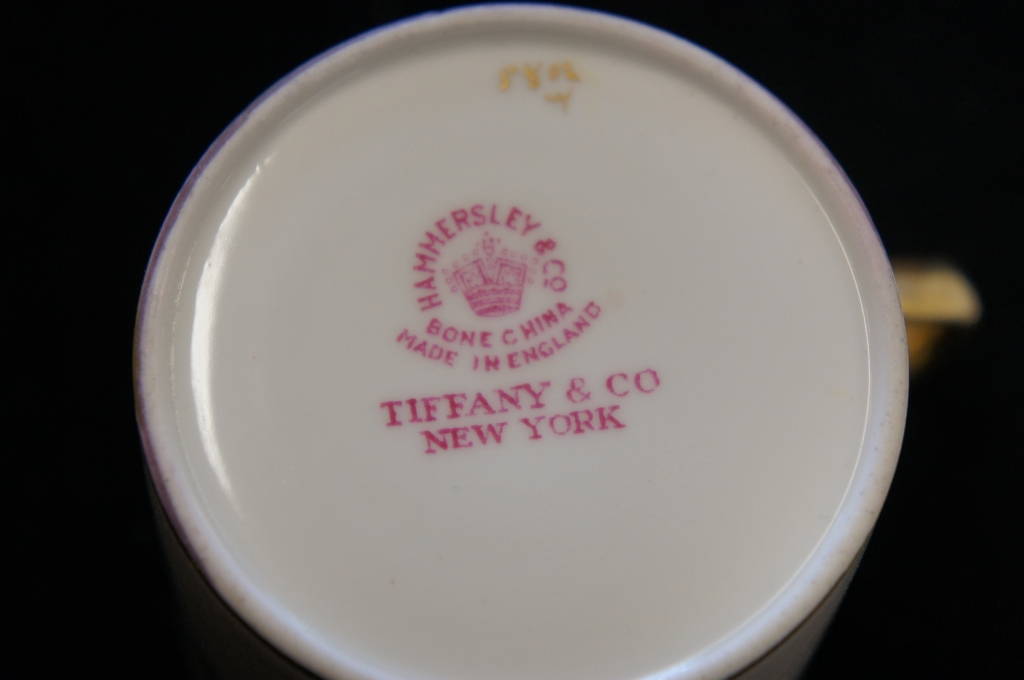 HAMMERSLEY & CO.
BONE CHINA
MADE IN ENGLAND
TIFFANY & CO
NEW YORK